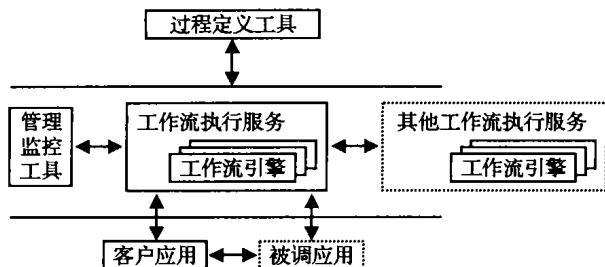 过程定义工具
管理
监控
工具
工作流执行服务
工作流引擎
其他工作流执行服务
工作流引擎
客户应用
被调应用